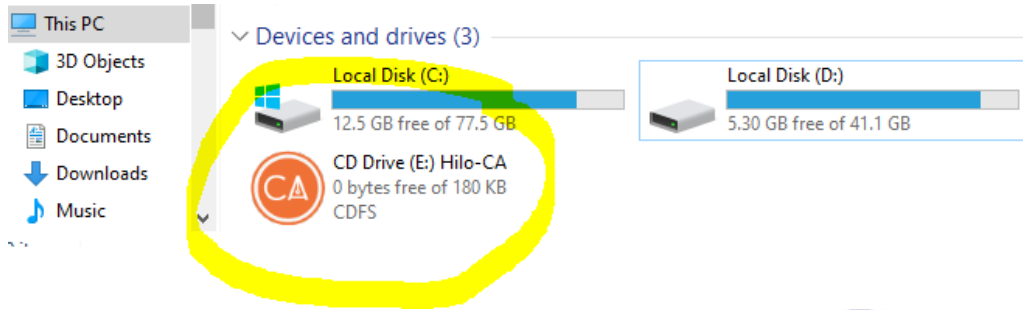 This PC
3D Objects
Desktop
Documents
Downloads
Music
Devices and drives (3)
Local Disk (C:)
12.5 GB free of 77.5 GB
Local Disk (D:)
5.30 GB free of 41.1 GB
CD Drive (E:) Hilo-CA
0 bytes free of 180 KB
CDFS
CA